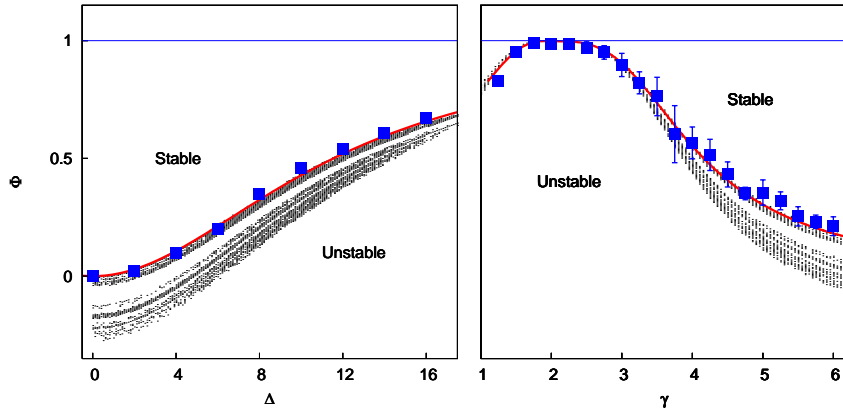 1
0.5
0
Φ
Stable
Unstable
0 4 8 12 16
Δ
Stable
Unstable
1 2 3 4 5 6
γ